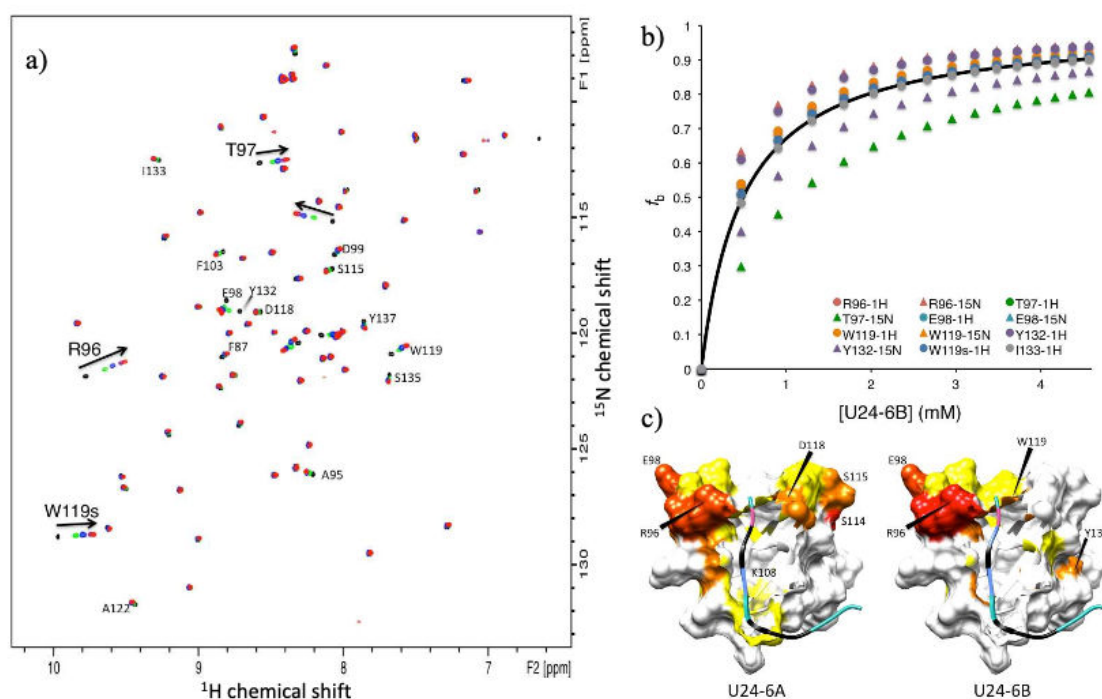 a)
F1 [ppm]
T97
I133
D99
F103
S115
E98
Y132
D118
Y137
R96
F87
W119
S135
A95
W119s
A122
115
120
125
130
15N chemical shift
10
9
8
7
F2 [ppm]
1H chemical shift
b)
1
0.9
0.8
0.7
0.6
0.5
0.4
0.3
0.2
0.1
0
fb
R96-1H R96-15N T97-1H
T97-15N E98-1H E98-15N
W119-1H W119-15N Y132-1H
Y132-15N W119s-1H I133-1H
0 1 2 3 4
[U24-6B] (mM)
c)
D118
W119
E98
E98
S115
R96
S114
R96
K108
U24-6A
U24-6B